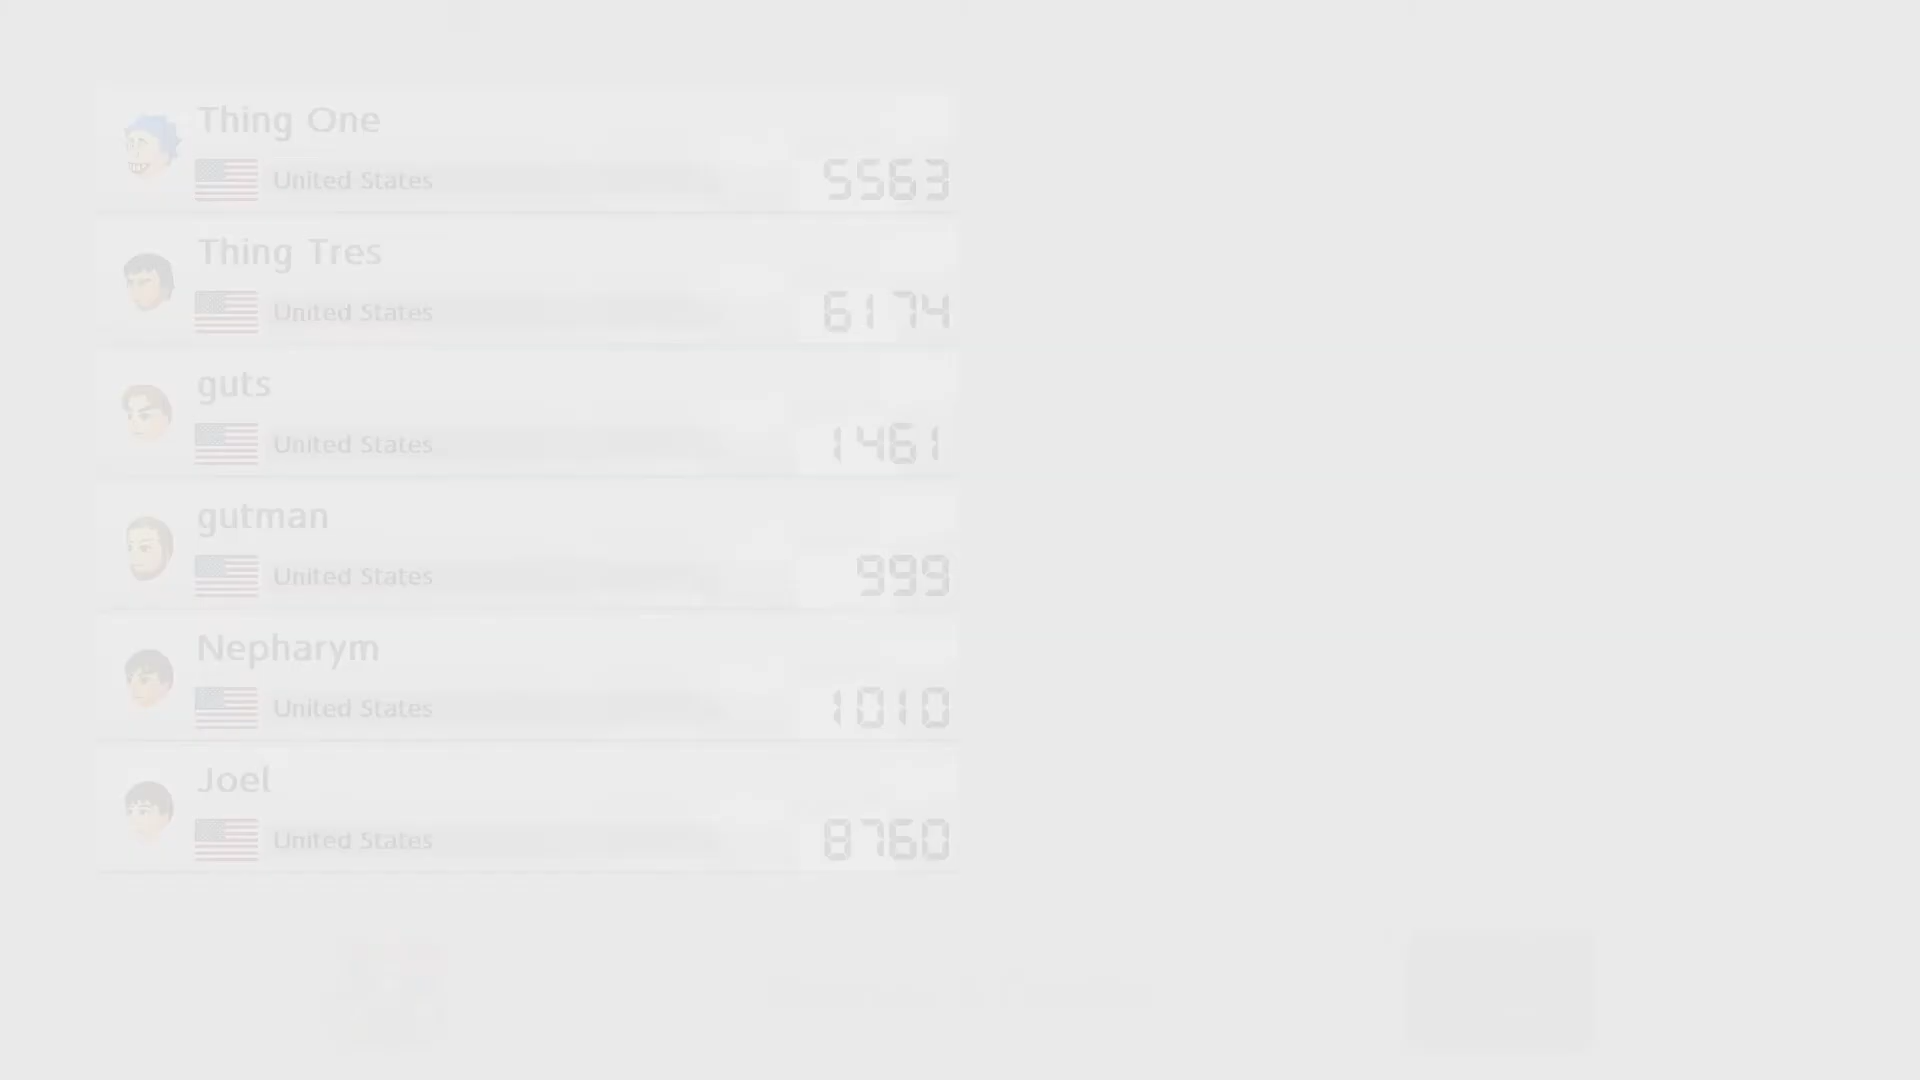 Thing One
United States 5563
Thing Tres
United States 6174
guts
United States 1461
gutman
United States 999
Nepharym
United States 1010
Joel
United States 8760